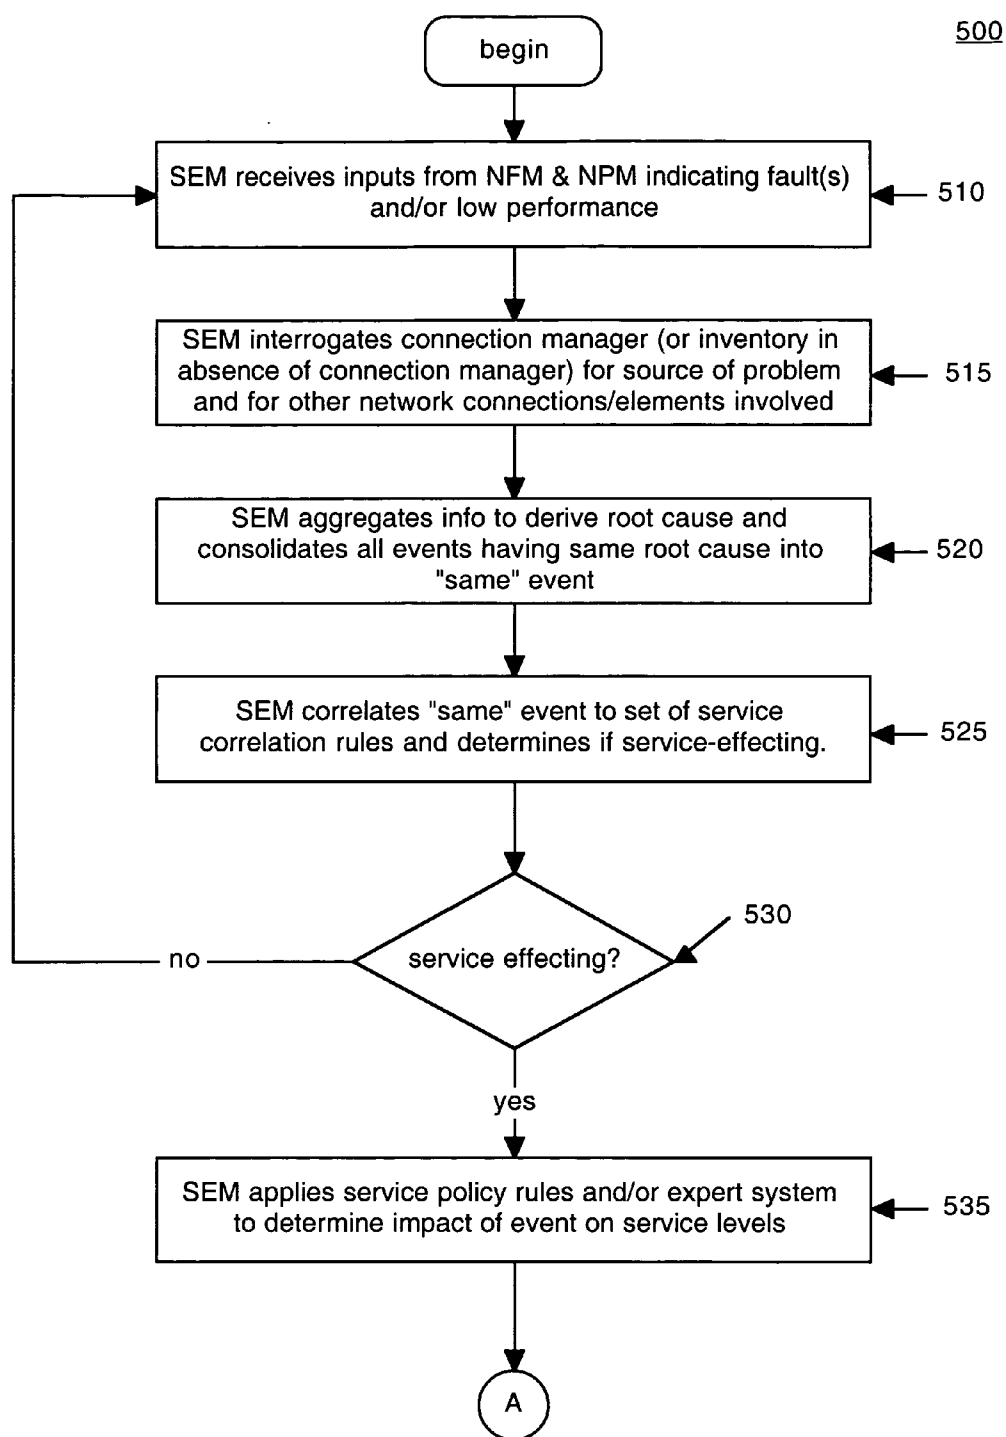 500
begin
SEM receives inputs from NFM & NPM indicating fault(s)
and/or low performance
510
SEM interrogates connection manager (or inventory in
absence of connection manager) for source of problem
and for other network connections/elements involved
515
SEM aggregates info to derive root cause and
consolidates all events having same root cause into
"same" event
520
SEM correlates "same" event to set of service
correlation rules and determines if service-effecting.
525
530
service effecting?
no
yes
SEM applies service policy rules and/or expert system
to determine impact of event on service levels
535
A